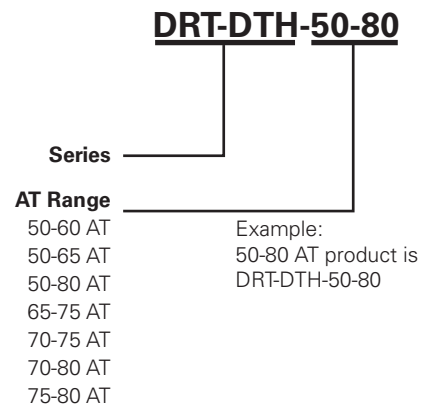 DRT-DTH-50-80
Series
AT Range
50-60 AT
50-65 AT
50-80 AT
65-75 AT
70-75 AT
70-80 AT
75-80 AT
Example:
50-80 AT product is
DRT-DTH-50-80